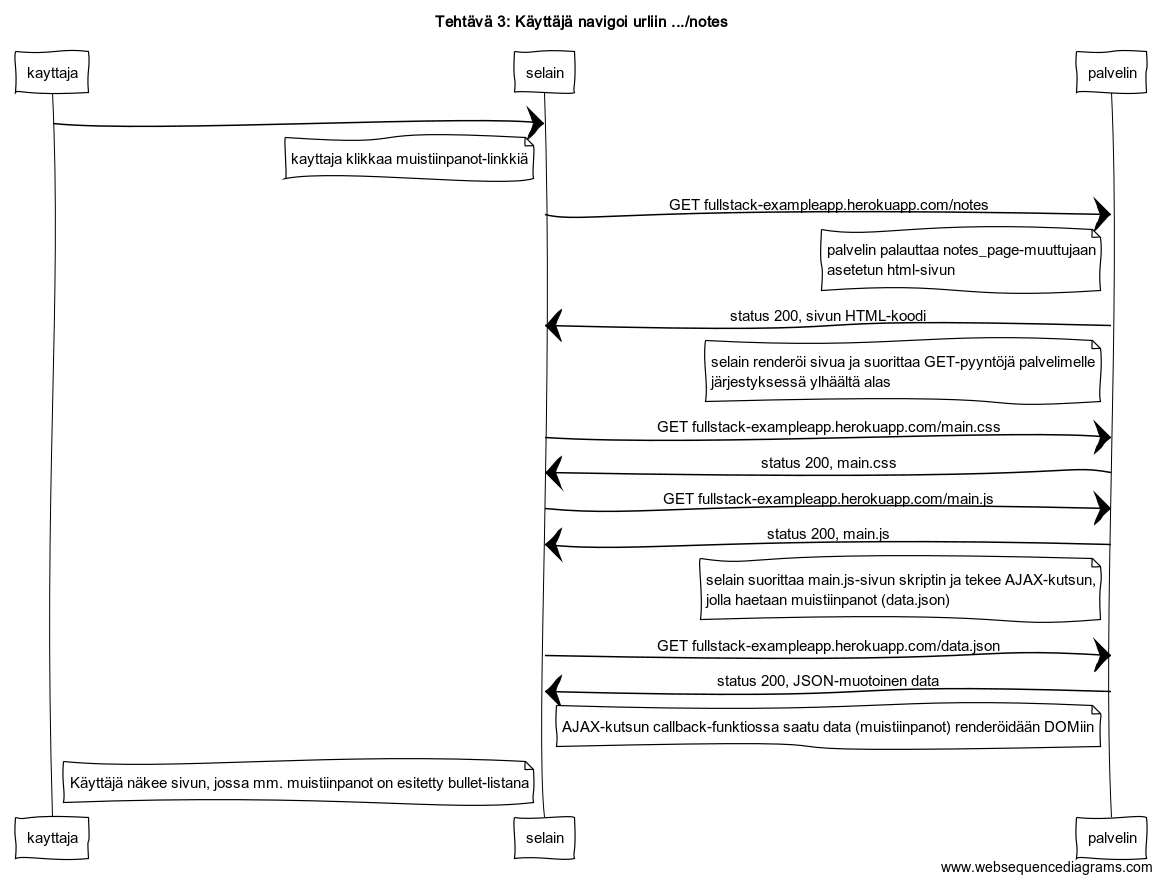 Tehtävä 3: Käyttäjä navigoi urliin .../notes
kayttaja
selain
palvelin
kayttaja klikkaa muistiinpanot-linkkiä
GET fullstack-exampleapp.herokuapp.com/notes
palvelin palauttaa notes_page-muuttujaan
asetetun html-sivun
status 200, sivun HTML-koodi
selain renderöi sivua ja suorittaa GET-pyyntöjä palvelimelle
järjestyksessä ylhäältä alas
GET fullstack-exampleapp.herokuapp.com/main.css
status 200, main.css
GET fullstack-exampleapp.herokuapp.com/main.js
status 200, main.js
selain suorittaa main.js-sivun skriptin ja tekee AJAX-kutsun,
jolla haetaan muistiinpanot (data.json)
GET fullstack-exampleapp.herokuapp.com/data.json
status 200, JSON-muotoinen data
AJAX-kutsun callback-funktiossa saatu data (muistiinpanot) renderöidään DOMiin
Käyttäjä näkee sivun, jossa mm. muistiinpanot on esitetty bullet-listana
kayttaja
selain
palvelin
www.websequencediagrams.com